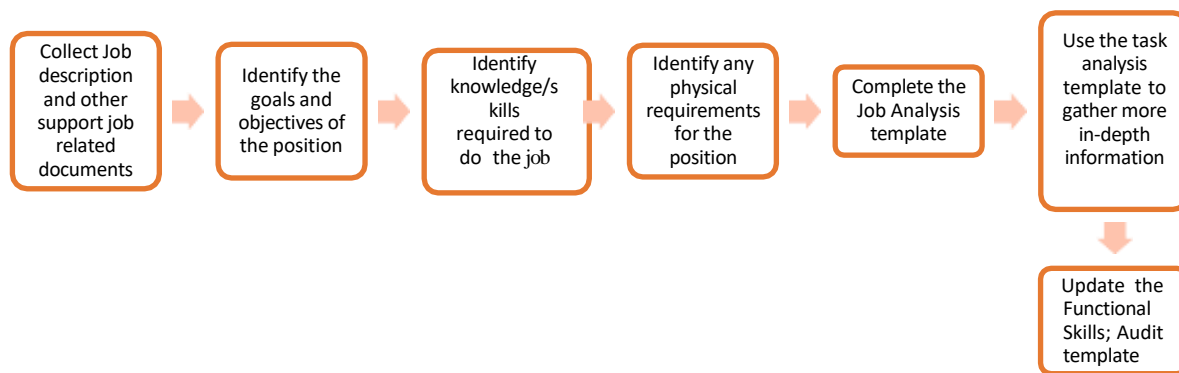 Collect Job
description
and other
support job
related
documents
Identify the
goals and
objectives of
the position
Identify
knowledge/s
kills
required to
do the job
Identify any
physical
requirements
for the
position
Complete the
Job Analysis
template
Use the task
analysis
template to
gather more
in-depth
information
Update the
Functional
Skills; Audit
template